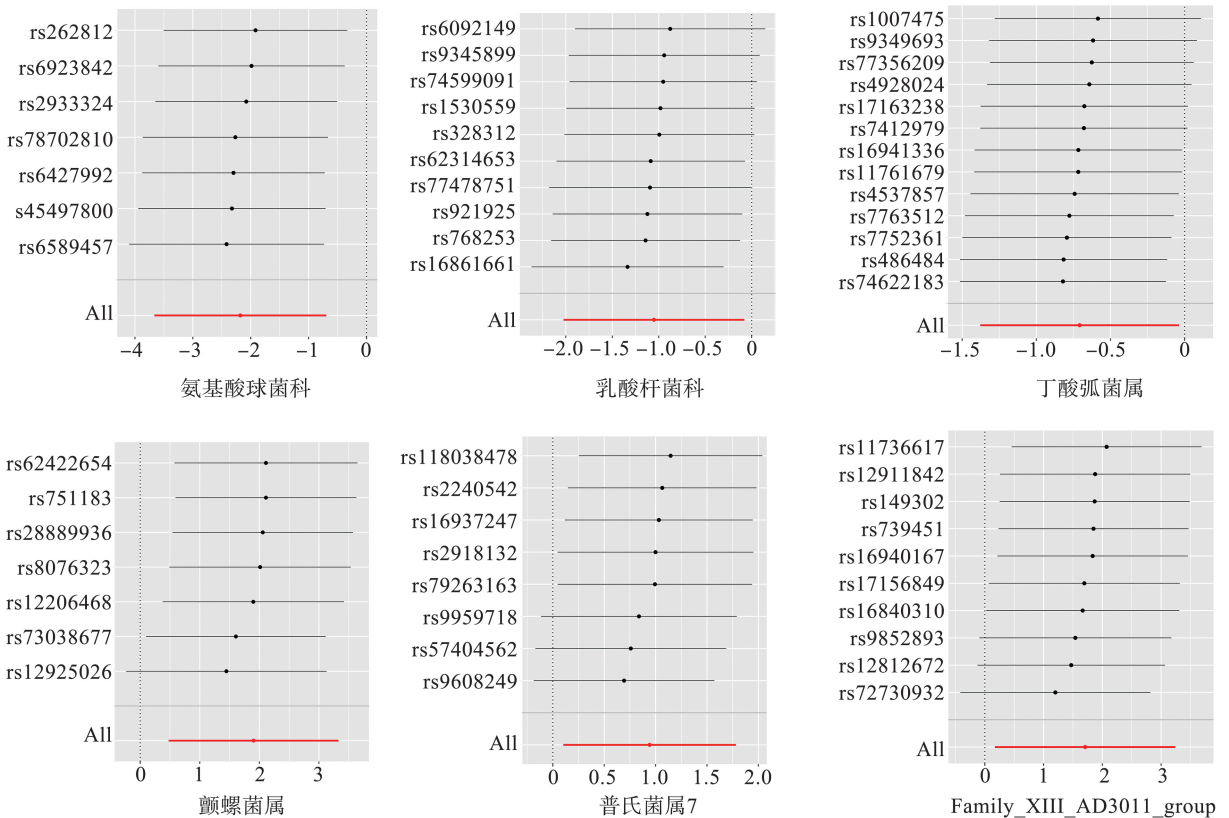 rs262812
rs6923842
rs2933324
rs78702810
rs6427992
s45497800
rs6589457
All
−4 −3 −2 −1 0
氨基酸球菌科
rs6092149
rs9345899
rs74599091
rs1530559
rs328312
rs62314653
rs77478751
rs921925
rs768253
rs16861661
All
−2.0 −1.5 −1.0 −0.5 0
乳酸杆菌科
rs1007475
rs9349693
rs77356209
rs4928024
rs17163238
rs7412979
rs16941336
rs11761679
rs4537857
rs7763512
rs7752361
rs486484
rs74622183
All
−1.5 −1.0 −0.5 0
丁酸弧菌属
rs62422654
rs751183
rs28889936
rs8076323
rs12206468
rs73038677
rs12925026
All
0 1 2 3
颤螺菌属
rs118038478
rs2240542
rs16937247
rs2918132
rs79263163
rs9959718
rs57404562
rs9608249
All
0 0.5 1.0 1.5 2.0
普氏菌属7
rs11736617
rs12911842
rs149302
rs739451
rs16940167
rs17156849
rs16840310
rs9852893
rs12812672
rs72730932
All
0 1 2 3
Family_XIII_AD3011_group